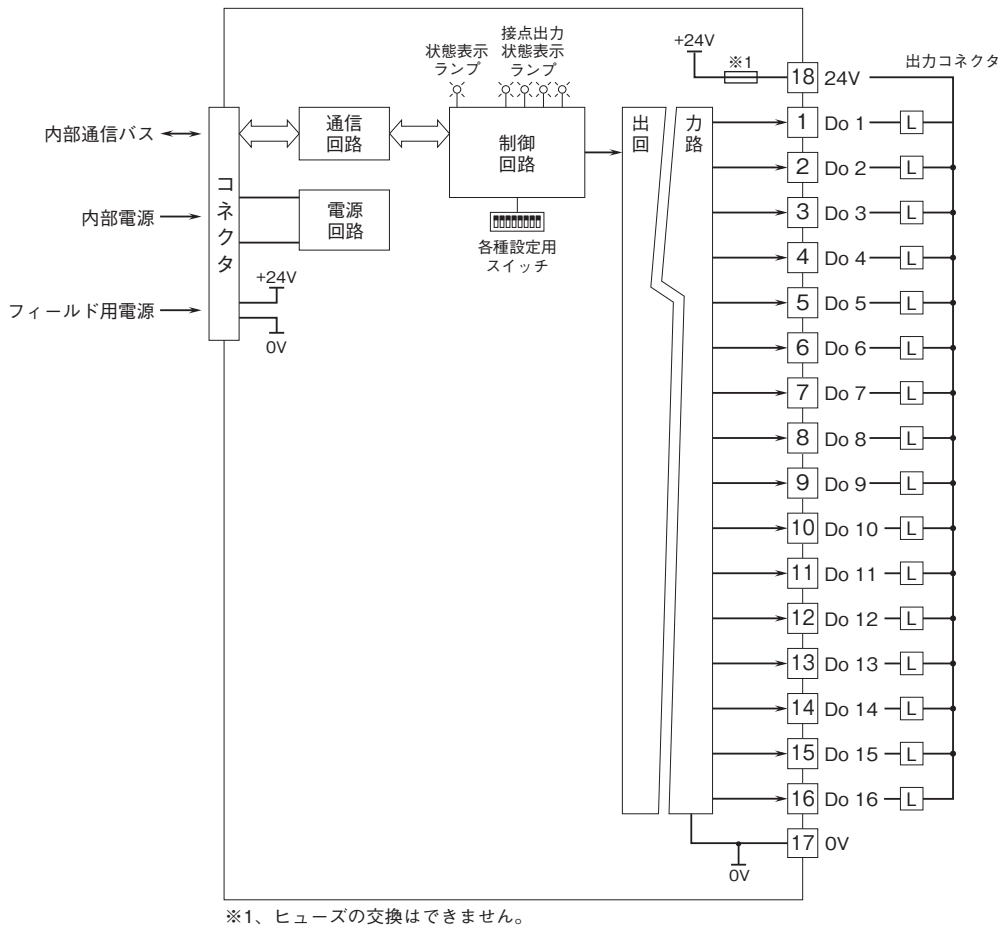 状態表示
ランプ
接点出力
状態表示
ランプ
+24V
※1
出力コネクタ
18 24V
内部通信バス
コネクタ
通信
回路
制御
回路
出力
回路
1 Do 1 L
2 Do 2 L
内部電源
電源
回路
各種設定用
スイッチ
3 Do 3 L
4 Do 4 L
+24V
フィールド用電源
0V
5 Do 5 L
6 Do 6 L
7 Do 7 L
8 Do 8 L
9 Do 9 L
10 Do 10 L
11 Do 11 L
12 Do 12 L
13 Do 13 L
14 Do 14 L
15 Do 15 L
16 Do 16 L
17 0V
0V
※1、ヒューズの交換はできません。